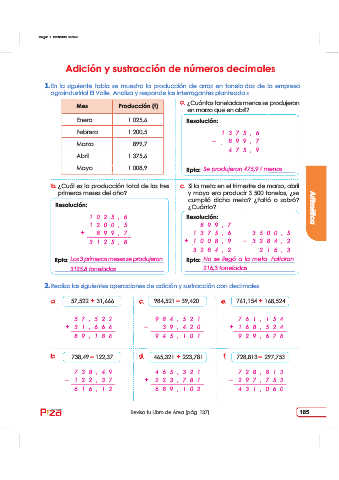 Adición y sustracción de números decimales
1. En la siguiente tabla se muestra la producción de arroz en toneladas de la empresa
agroindustrial El Valle. Analiza y responde las interrogantes planteadas:
Mes Producción (t)
Enero 1 025,6
Febrero 1 200,5
Marzo 899,7
Abril 1 375,6
Mayo 1 008,9
a. ¿Cuántas toneladas menos se produjeron
en marzo que en abril?
Resolución:
1 3 7 5 , 6
− 8 9 9 , 7
4 7 5 , 9
Rpta: Se produjeron 475,9 t menos
b. ¿Cuál es la producción total de los tres
primeros meses del año?
Resolución:
1 0 2 5 , 6
1 2 0 0 , 5
+ 8 9 9 , 7
3 1 2 5 , 8
Rpta: Los 3 primeros meses se produjeron
3125,8 toneladas
c. Si la meta en el trimestre de marzo, abril
y mayo era producir 3 500 toneladas, ¿se
cumplió dicha meta? ¿faltó o sobró?
¿Cuánto?
Resolución:
8 9 9 , 7
1 3 7 5 , 6
+ 1 0 0 8 , 9
3 2 8 4 , 2
3 5 0 0 , 5
− 3 2 8 4 , 2
2 1 6 , 3
Rpta: No se llegó a la meta. Faltaron
216,3 toneladas
Aritmética
2. Realiza las siguientes operaciones de adición y sustracción con decimales
a. 57,522 + 31,666
5 7 , 5 2 2
+ 3 1 , 6 6 6
8 9 , 1 8 8
c. 984,521 − 39,420
9 8 4 , 5 2 1
− 3 9 , 4 2 0
9 4 5 , 1 0 1
e. 761,154 + 168,524
7 6 1 , 1 5 4
+ 1 6 8 , 5 2 4
9 2 9 , 6 7 8
b. 738,49 − 122,37
7 3 8 , 4 9
− 1 2 2 , 3 7
6 1 6 , 1 2
d. 465,321 + 223,781
4 6 5 , 3 2 1
+ 2 2 3 , 7 8 1
6 8 9 , 1 0 2
f. 728,813 − 297,753
7 2 8 , 8 1 3
− 2 9 7 , 7 5 3
4 3 1 , 0 6 0
Revisa tu Libro de Área (pág. 137)
185